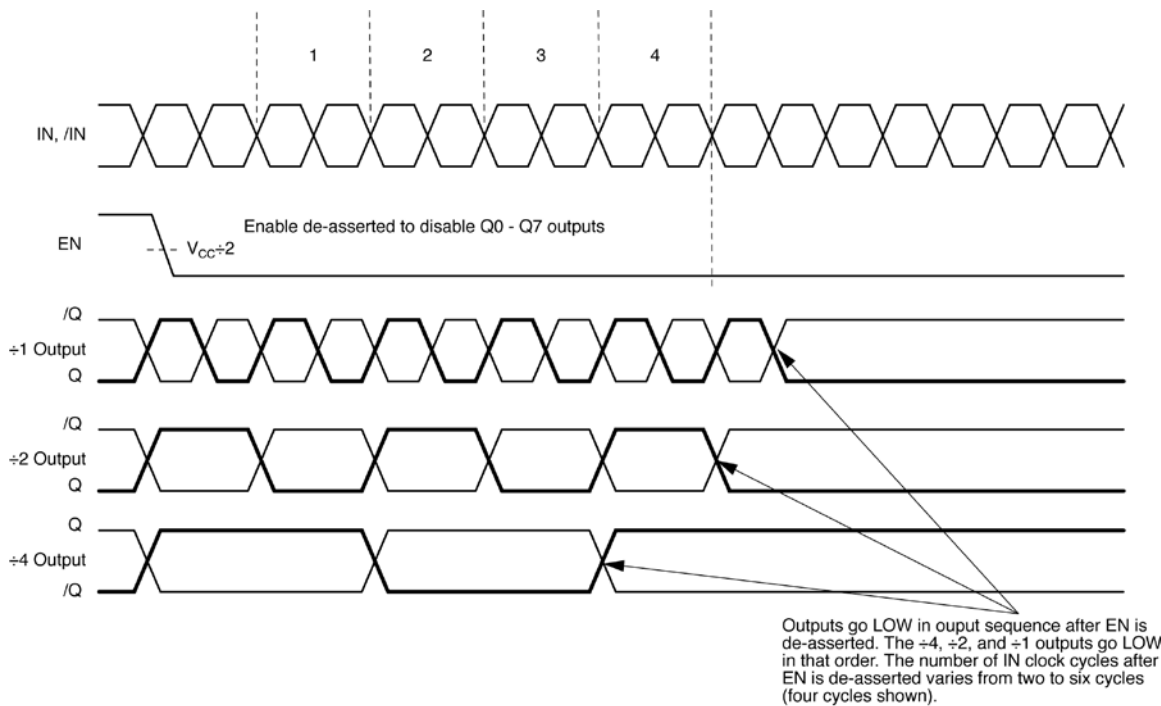 1 2 3 4
IN, /IN
Enable de-asserted to disable Q0 - Q7 outputs
EN
VCC÷2
/Q
÷1 Output
Q
/Q
÷2 Output
Q
Q
÷4 Output
/Q
Outputs go LOW in ouput sequence after EN is
de-asserted. The ÷4, ÷2, and ÷1 outputs go LOW
in that order. The number of IN clock cycles after
EN is de-asserted varies from two to six cycles
(four cycles shown).